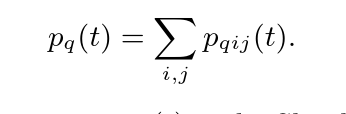 p_q(t) = \sum_{i,j} p_{qij}(t).